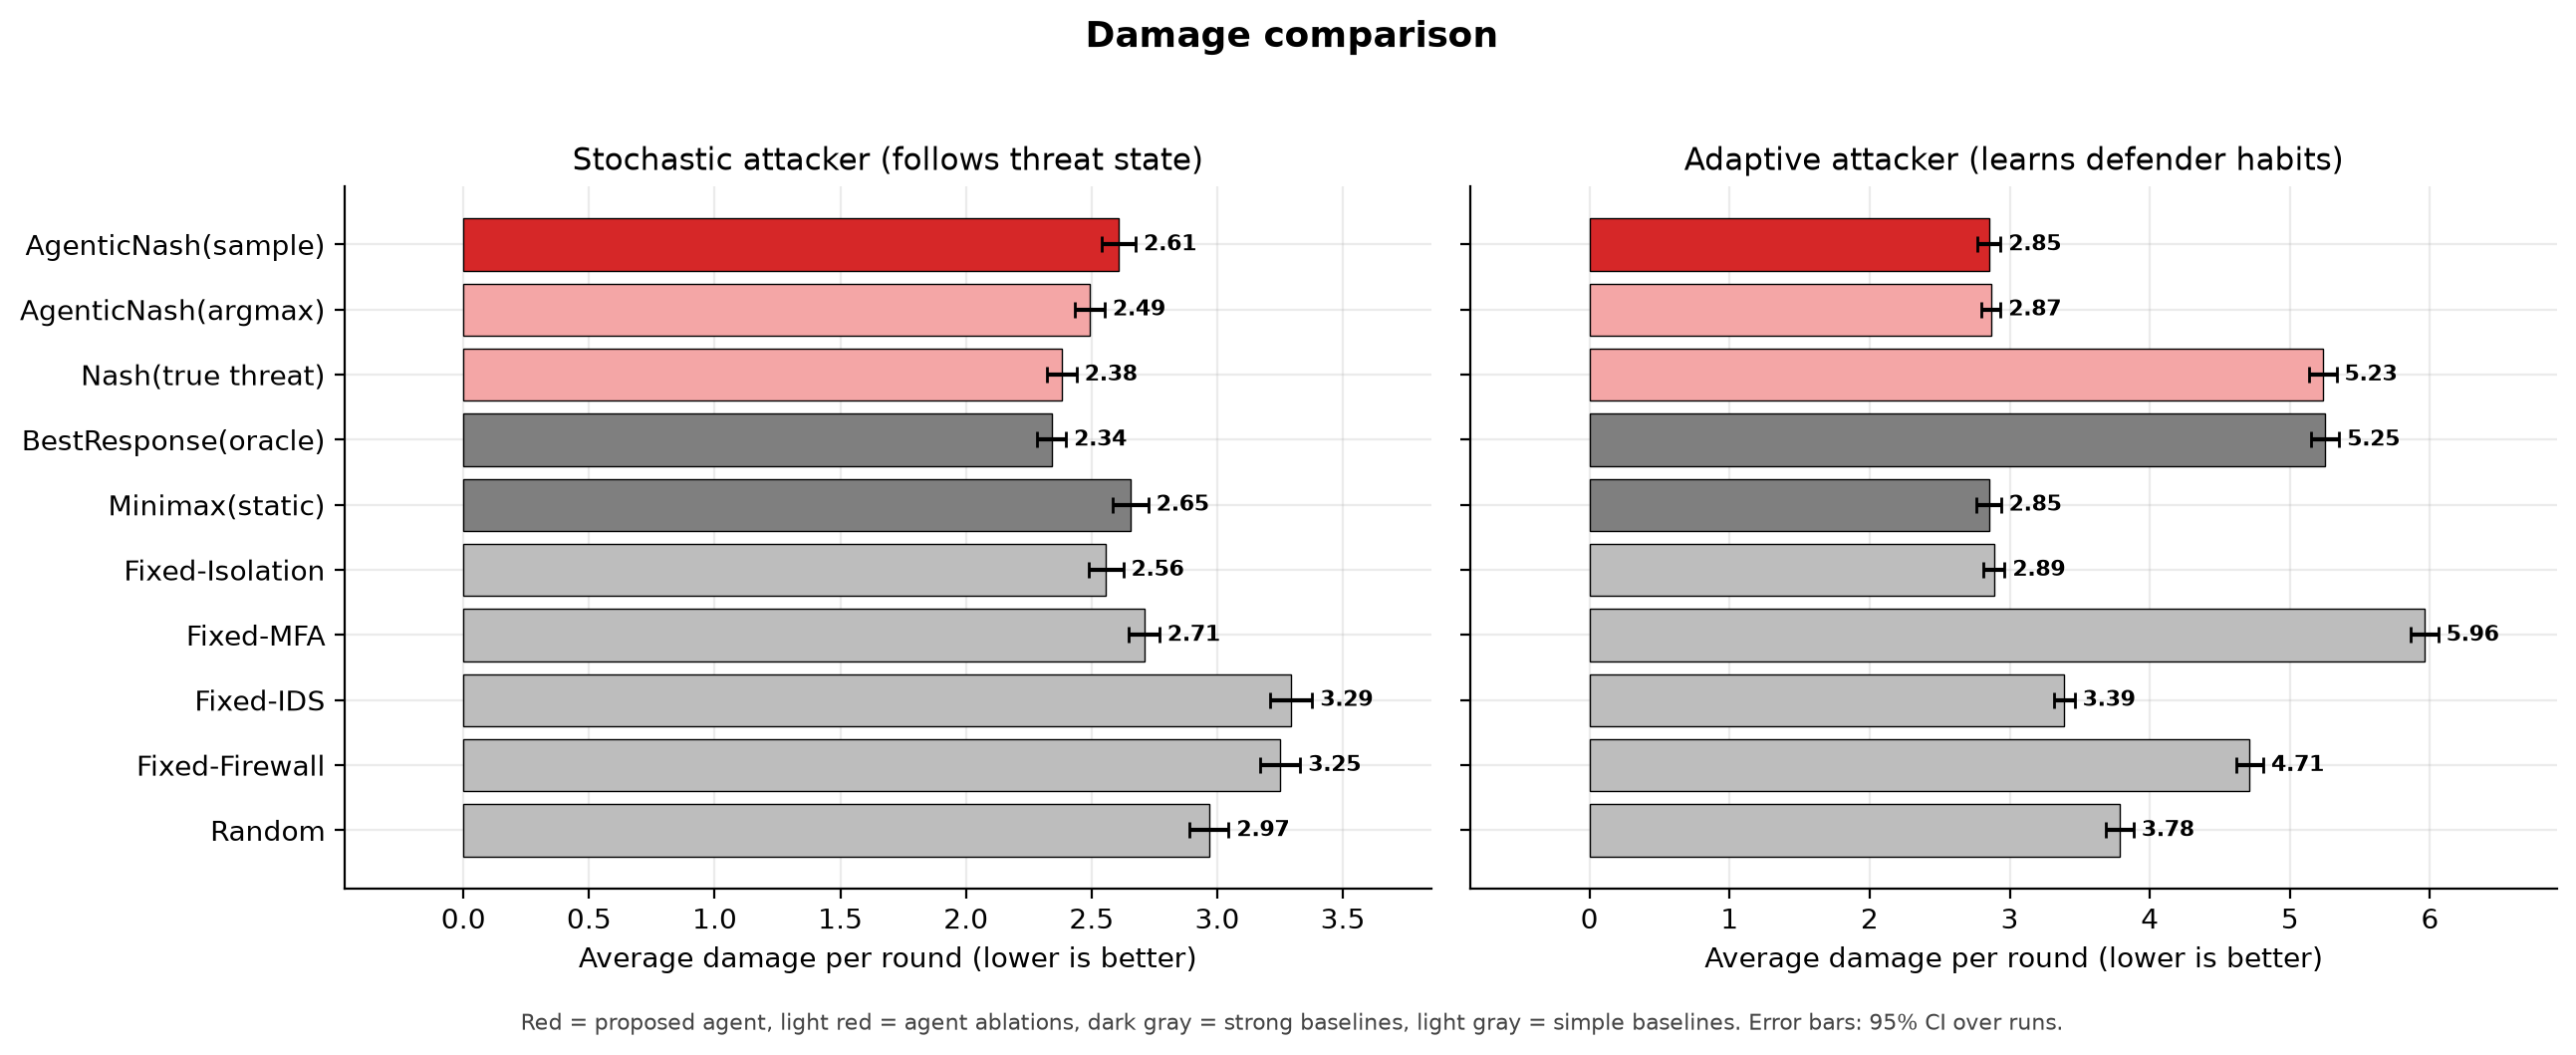 Damage comparison
Stochastic attacker (follows threat state)
AgenticNash(sample)
AgenticNash(argmax)
Nash(true threat)
BestResponse(oracle)
Minimax(static)
Fixed-Isolation
Fixed-MFA
Fixed-IDS
Fixed-Firewall
Random
2.61
2.49
2.38
2.34
2.65
2.56
2.71
3.29
3.25
2.97
0.0 0.5 1.0 1.5 2.0 2.5 3.0 3.5
Average damage per round (lower is better)
Adaptive attacker (learns defender habits)
2.85
2.87
5.23
5.25
2.85
2.89
5.96
3.39
4.71
3.78
0 1 2 3 4 5 6
Average damage per round (lower is better)
Red = proposed agent, light red = agent ablations, dark gray = strong baselines, light gray = simple baselines. Error bars: 95% CI over runs.